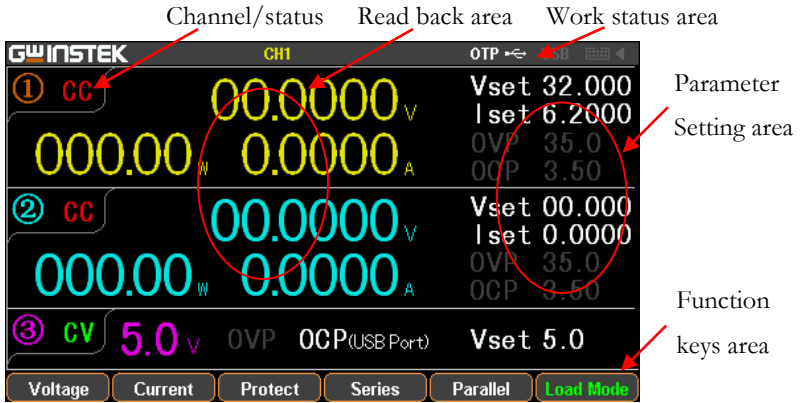 Channel/status Read back area Work status area
GWINSTEK CH1 OTP USB
① CC 00.0000 V Vset 32.000
Iset 6.2000
Parameter
Setting area
000.00 W 0.0000 A OVP 35.0
OCP 3.50
② CC 00.0000 V Vset 00.000
Iset 0.0000
000.00 W 0.0000 A OVP 35.0
OCP 3.50
Function
keys area
③ CV 5.0 V OVP OCP(USB Port) Vset 5.0
Voltage Current Protect Series Parallel Load Mode